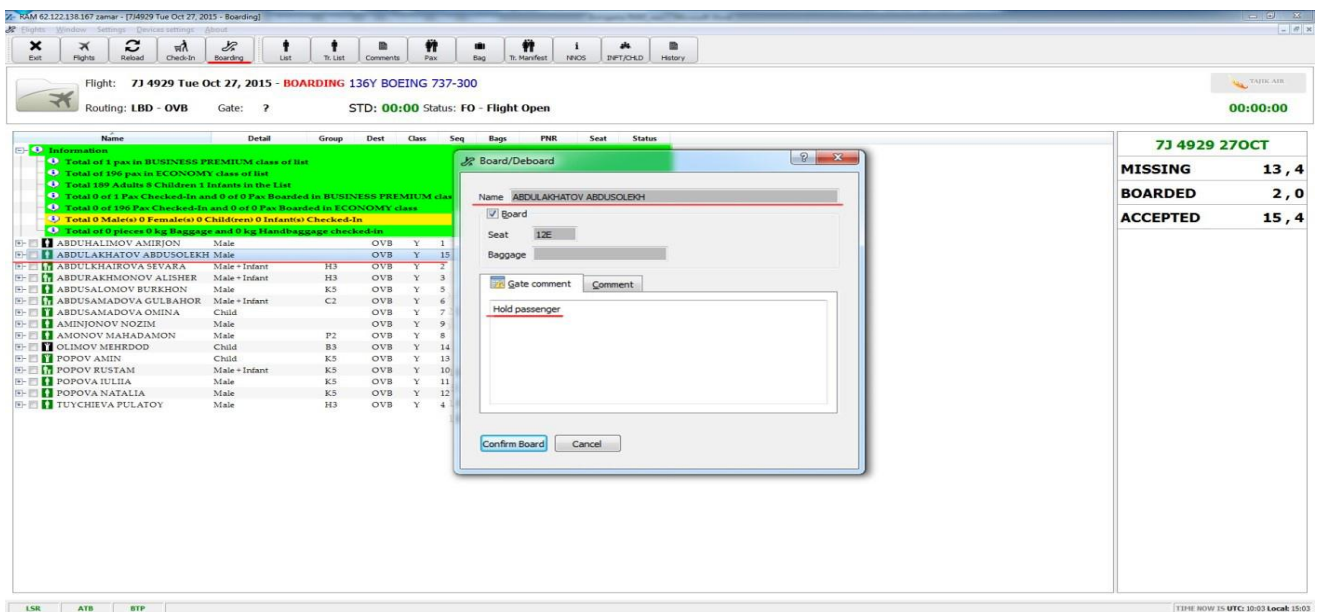 RAM 62.122.138.167 zamar - [7J4929 Tue Oct 27, 2015 - Boarding]
Flights Window Settings Devices settings About
Exit Flights Reload Check-In Boarding List Tr. List Comments Pax Bag Tr. Manifest NNOS INFT/CHLD History
Flight: 7J 4929 Tue Oct 27, 2015 - BOARDING 136Y BOEING 737-300
TAJIK AIR
Routing: LBD - OVB Gate: ? STD: 00:00 Status: FO - Flight Open
00:00:00
Name Detail Group Dest Class Seq Bags PNR Seat Status
Information
Total of 1 pax in BUSINESS PREMIUM class of list
Total of 196 pax in ECONOMY class of list
Total 189 Adults 8 Children 1 Infants in the List
Total 0 of 1 Pax Checked-In and 0 of 0 Pax Boarded in BUSINESS PREMIUM clas
Total 0 of 196 Pax Checked-In and 0 of 0 Pax Boarded in ECONOMY class
Total 0 Male(s) 0 Female(s) 0 Child(ren) 0 Infant(s) Checked-In
Total of 0 pieces 0 kg Baggage and 0 kg Handbaggage checked-in
ABDUHALIMOV AMIRJON Male OVB Y 1
ABDULAKHATOV ABDUSOLEKH Male OVB Y 15
ABDULKHAIROVA SEVARA Male + Infant H3 OVB Y 2
ABDURAKHMONOV ALISHER Male + Infant H3 OVB Y 3
ABDUSALOMOV BURKHON Male K5 OVB Y 5
ABDUSAMADOVA GULBAHOR Male + Infant C2 OVB Y 6
ABDUSAMADOVA OMINA Child OVB Y 7
AMINJONOV NOZIM Male OVB Y 9
AMONOV MAHADAMON Male P2 OVB Y 8
OLIMOV MEHRDOD Child B3 OVB Y 14
POPOV AMIN Child K5 OVB Y 13
POPOV RUSTAM Male + Infant K5 OVB Y 10
POPOVA IULIIA Male K5 OVB Y 11
POPOVA NATALIA Male K5 OVB Y 12
TUYCHIEVA PULATOY Male H3 OVB Y 4
Board/Deboard
Name ABDULAKHATOV ABDUSOLEKH
Board
Seat 12E
Baggage
Gate comment Comment
Hold passenger
Confirm Board Cancel
7J 4929 27OCT
MISSING 13 , 4
BOARDED 2 , 0
ACCEPTED 15 , 4
LSR ATB BTP
TIME NOW IS UTC: 10:03 Local: 15:03